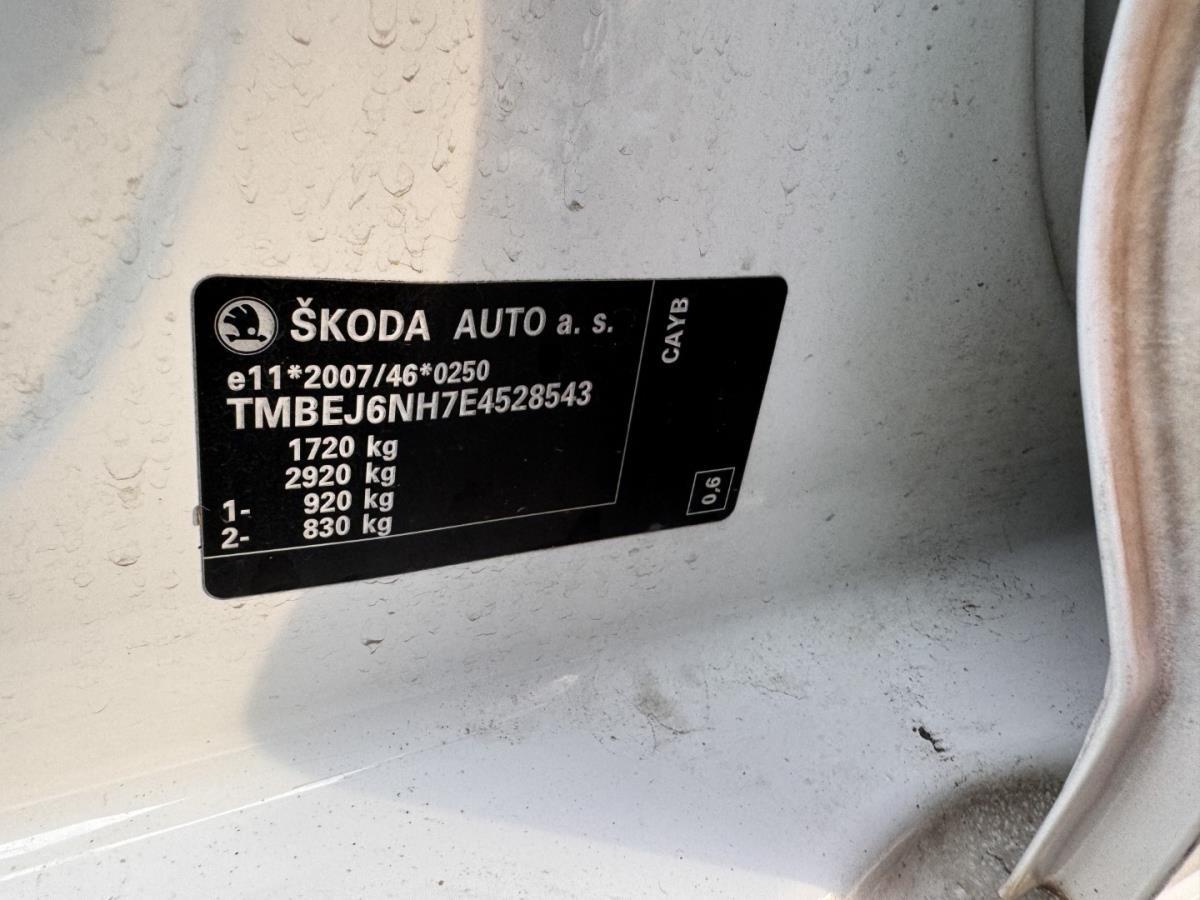 ŠKODA AUTO a. s.
e11*2007/46*0250
TMBEJ6NH7E4528543
1720 kg
2920 kg
1- 920 kg
2- 830 kg
CAYB
0,6